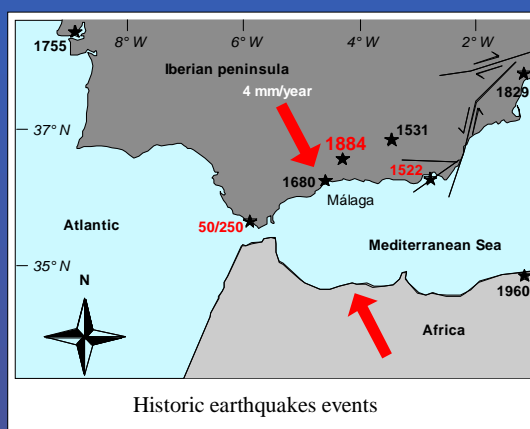 1755
8° W
6° W
4° W
2° W
Iberian peninsula
4 mm/year
1829
37° N
1531
1884
1680
1522
Málaga
Atlantic
50/250
Mediterranean Sea
35° N
N
1960
Africa
Historic earthquakes events